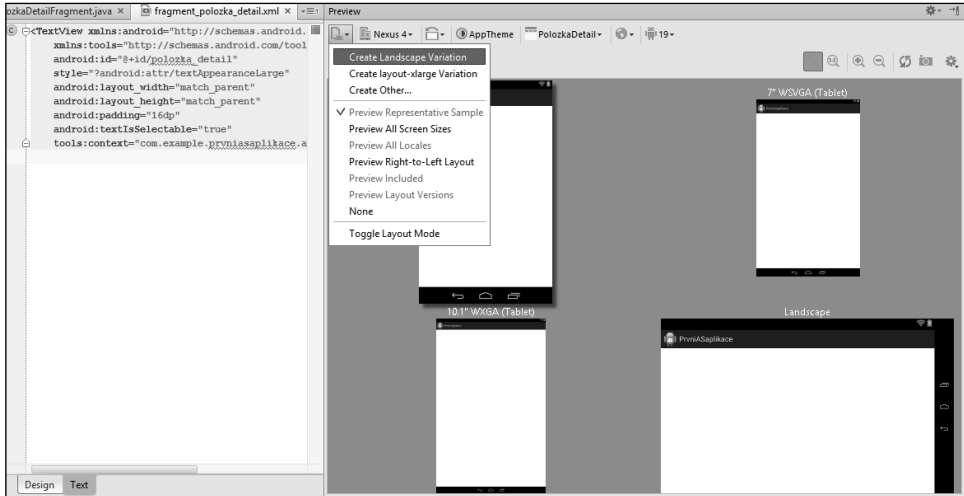 ozkaDetailFragment.java × fragment_polozka_detail.xml ×
<TextView xmlns:android="http://schemas.android.
xmlns:tools="http://schemas.android.com/tool
android:id="@+id/polozka_detail"
style="?android:attr/textAppearanceLarge"
android:layout_width="match_parent"
android:layout_height="match_parent"
android:padding="16dp"
android:textIsSelectable="true"
tools:context="com.example.prvniasaplikace.a
Design Text
Preview
Nexus 4 AppTheme PolozkaDetail 19
Create Landscape Variation
Create layout-xlarge Variation
Create Other...
Preview Representative Sample
Preview All Screen Sizes
Preview All Locales
Preview Right-to-Left Layout
Preview Included
Preview Layout Versions
None
Toggle Layout Mode
7" WSVGA (Tablet)
10.1" WXGA (Tablet)
Landscape
PrvniASaplikace